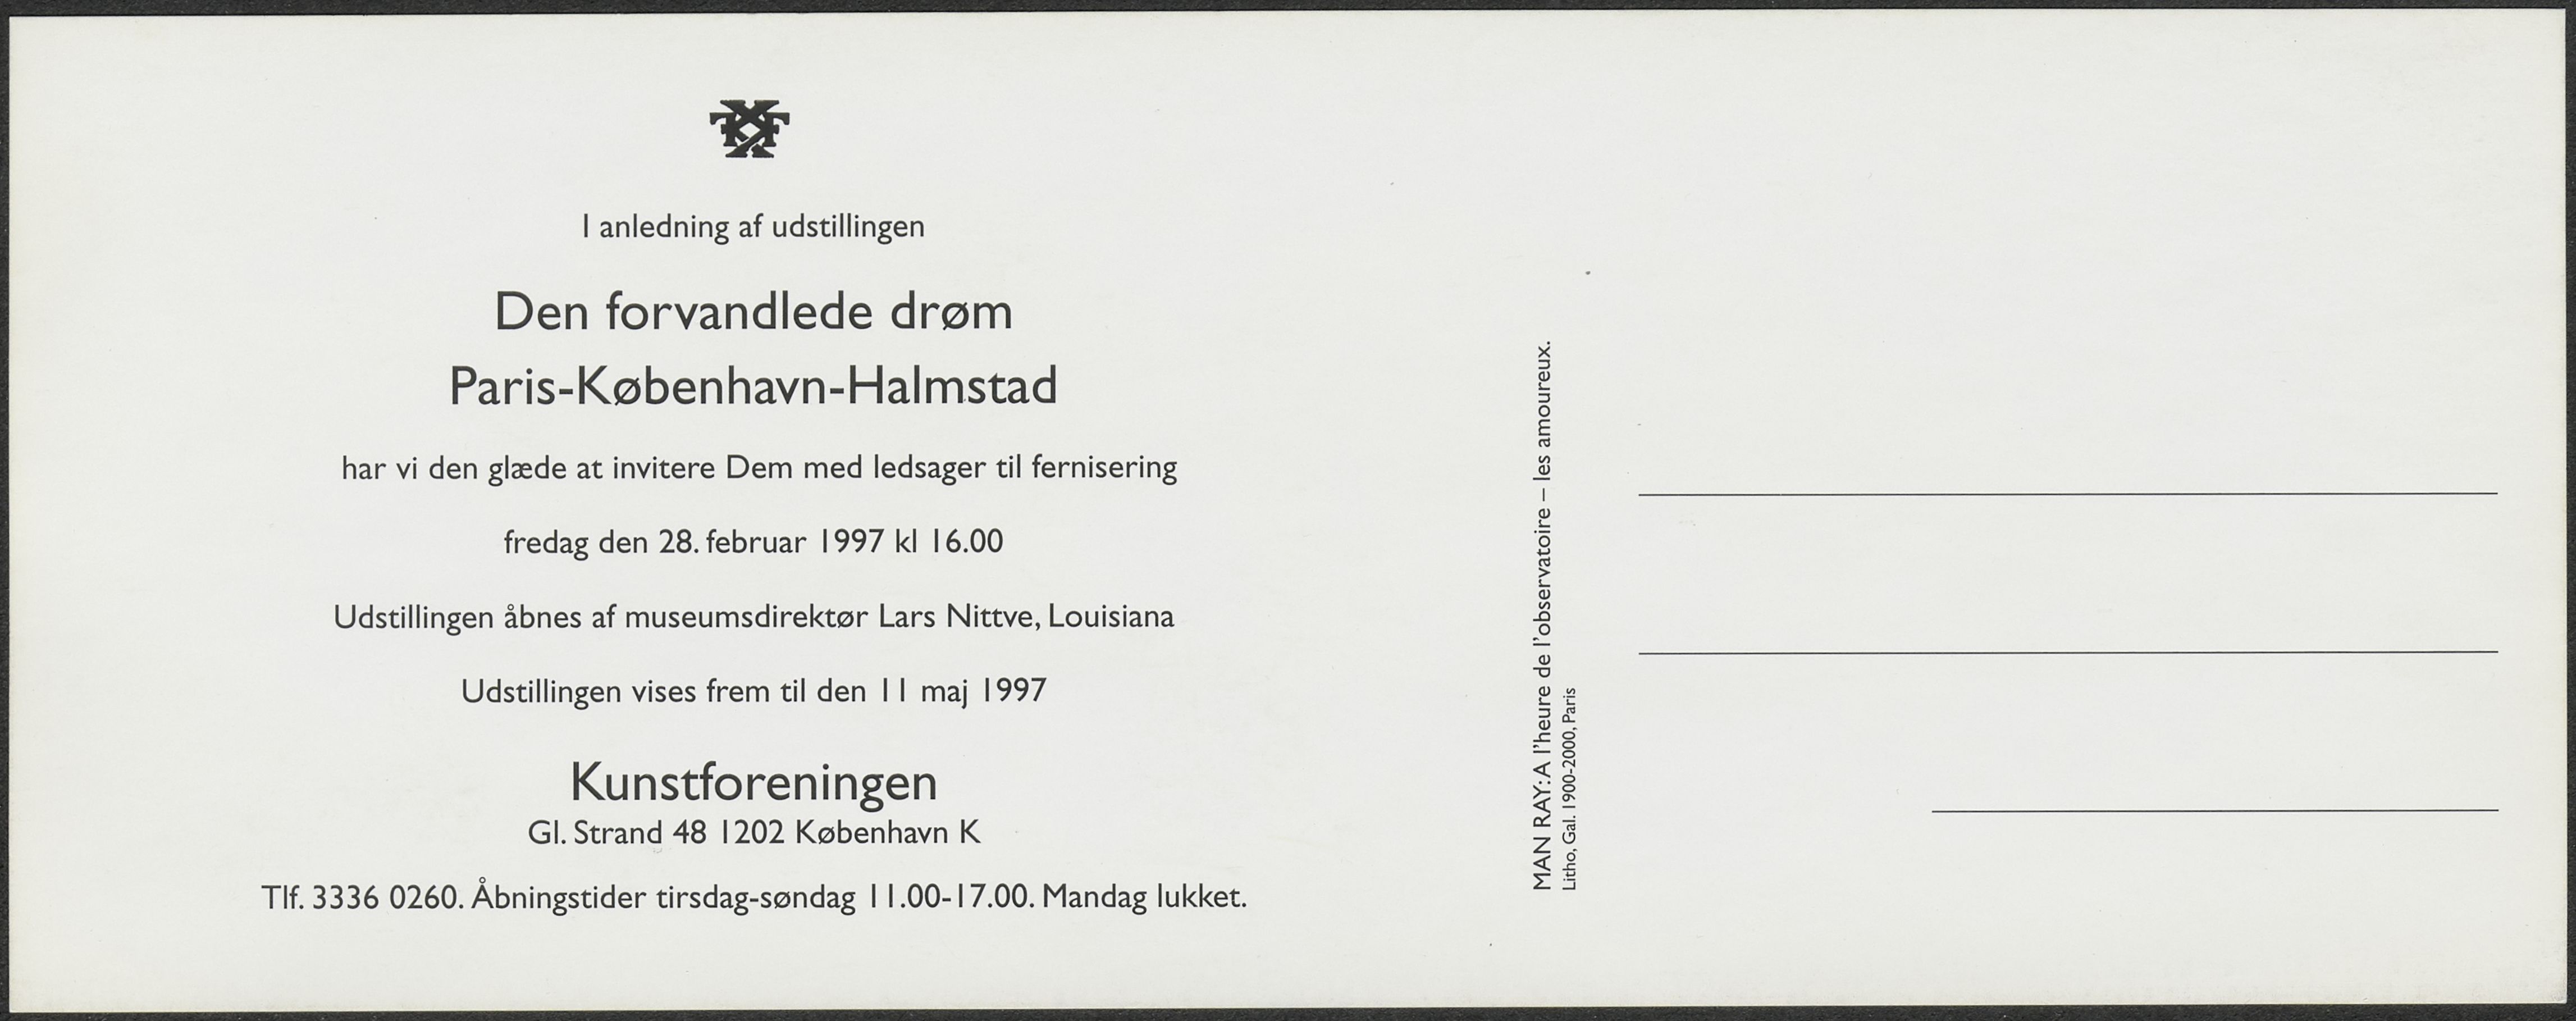 I anledning af udstillingen
Den forvandlede drøm
Paris-København-Halmstad
har vi den glæde at invitere Dem med ledsager til fernisering
fredag den 28. februar 1997 kl 16.00
Udstillingen åbnes af museumsdirektør Lars Nittve, Louisiana
Udstillingen vises frem til den 11 maj 1997
Kunstforeningen
Gl. Strand 48 1202 København K
Tlf. 3336 0260. Åbningstider tirsdag-søndag 11.00-17.00. Mandag lukket.
MAN RAY: A l'heure de l'observatoire – les amoureux.
Litho, Gal. 1900-2000, Paris